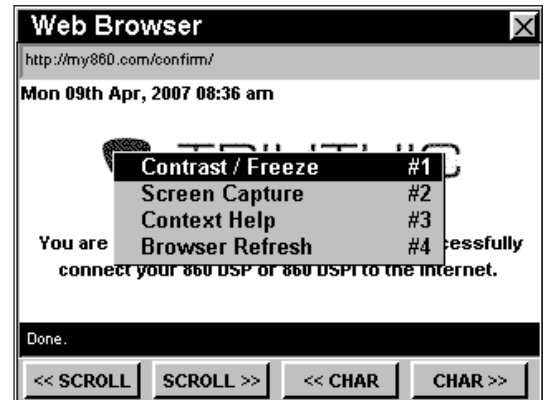 Web Browser
http://my860.com/confirm/
Mon 09th Apr, 2007 08:36 am
Contrast / Freeze #1
Screen Capture #2
Context Help #3
Browser Refresh #4
You are
connect your 860 DSP or 860 DSPi to the internet.
Done.
<< SCROLL SCROLL >> << CHAR CHAR >>